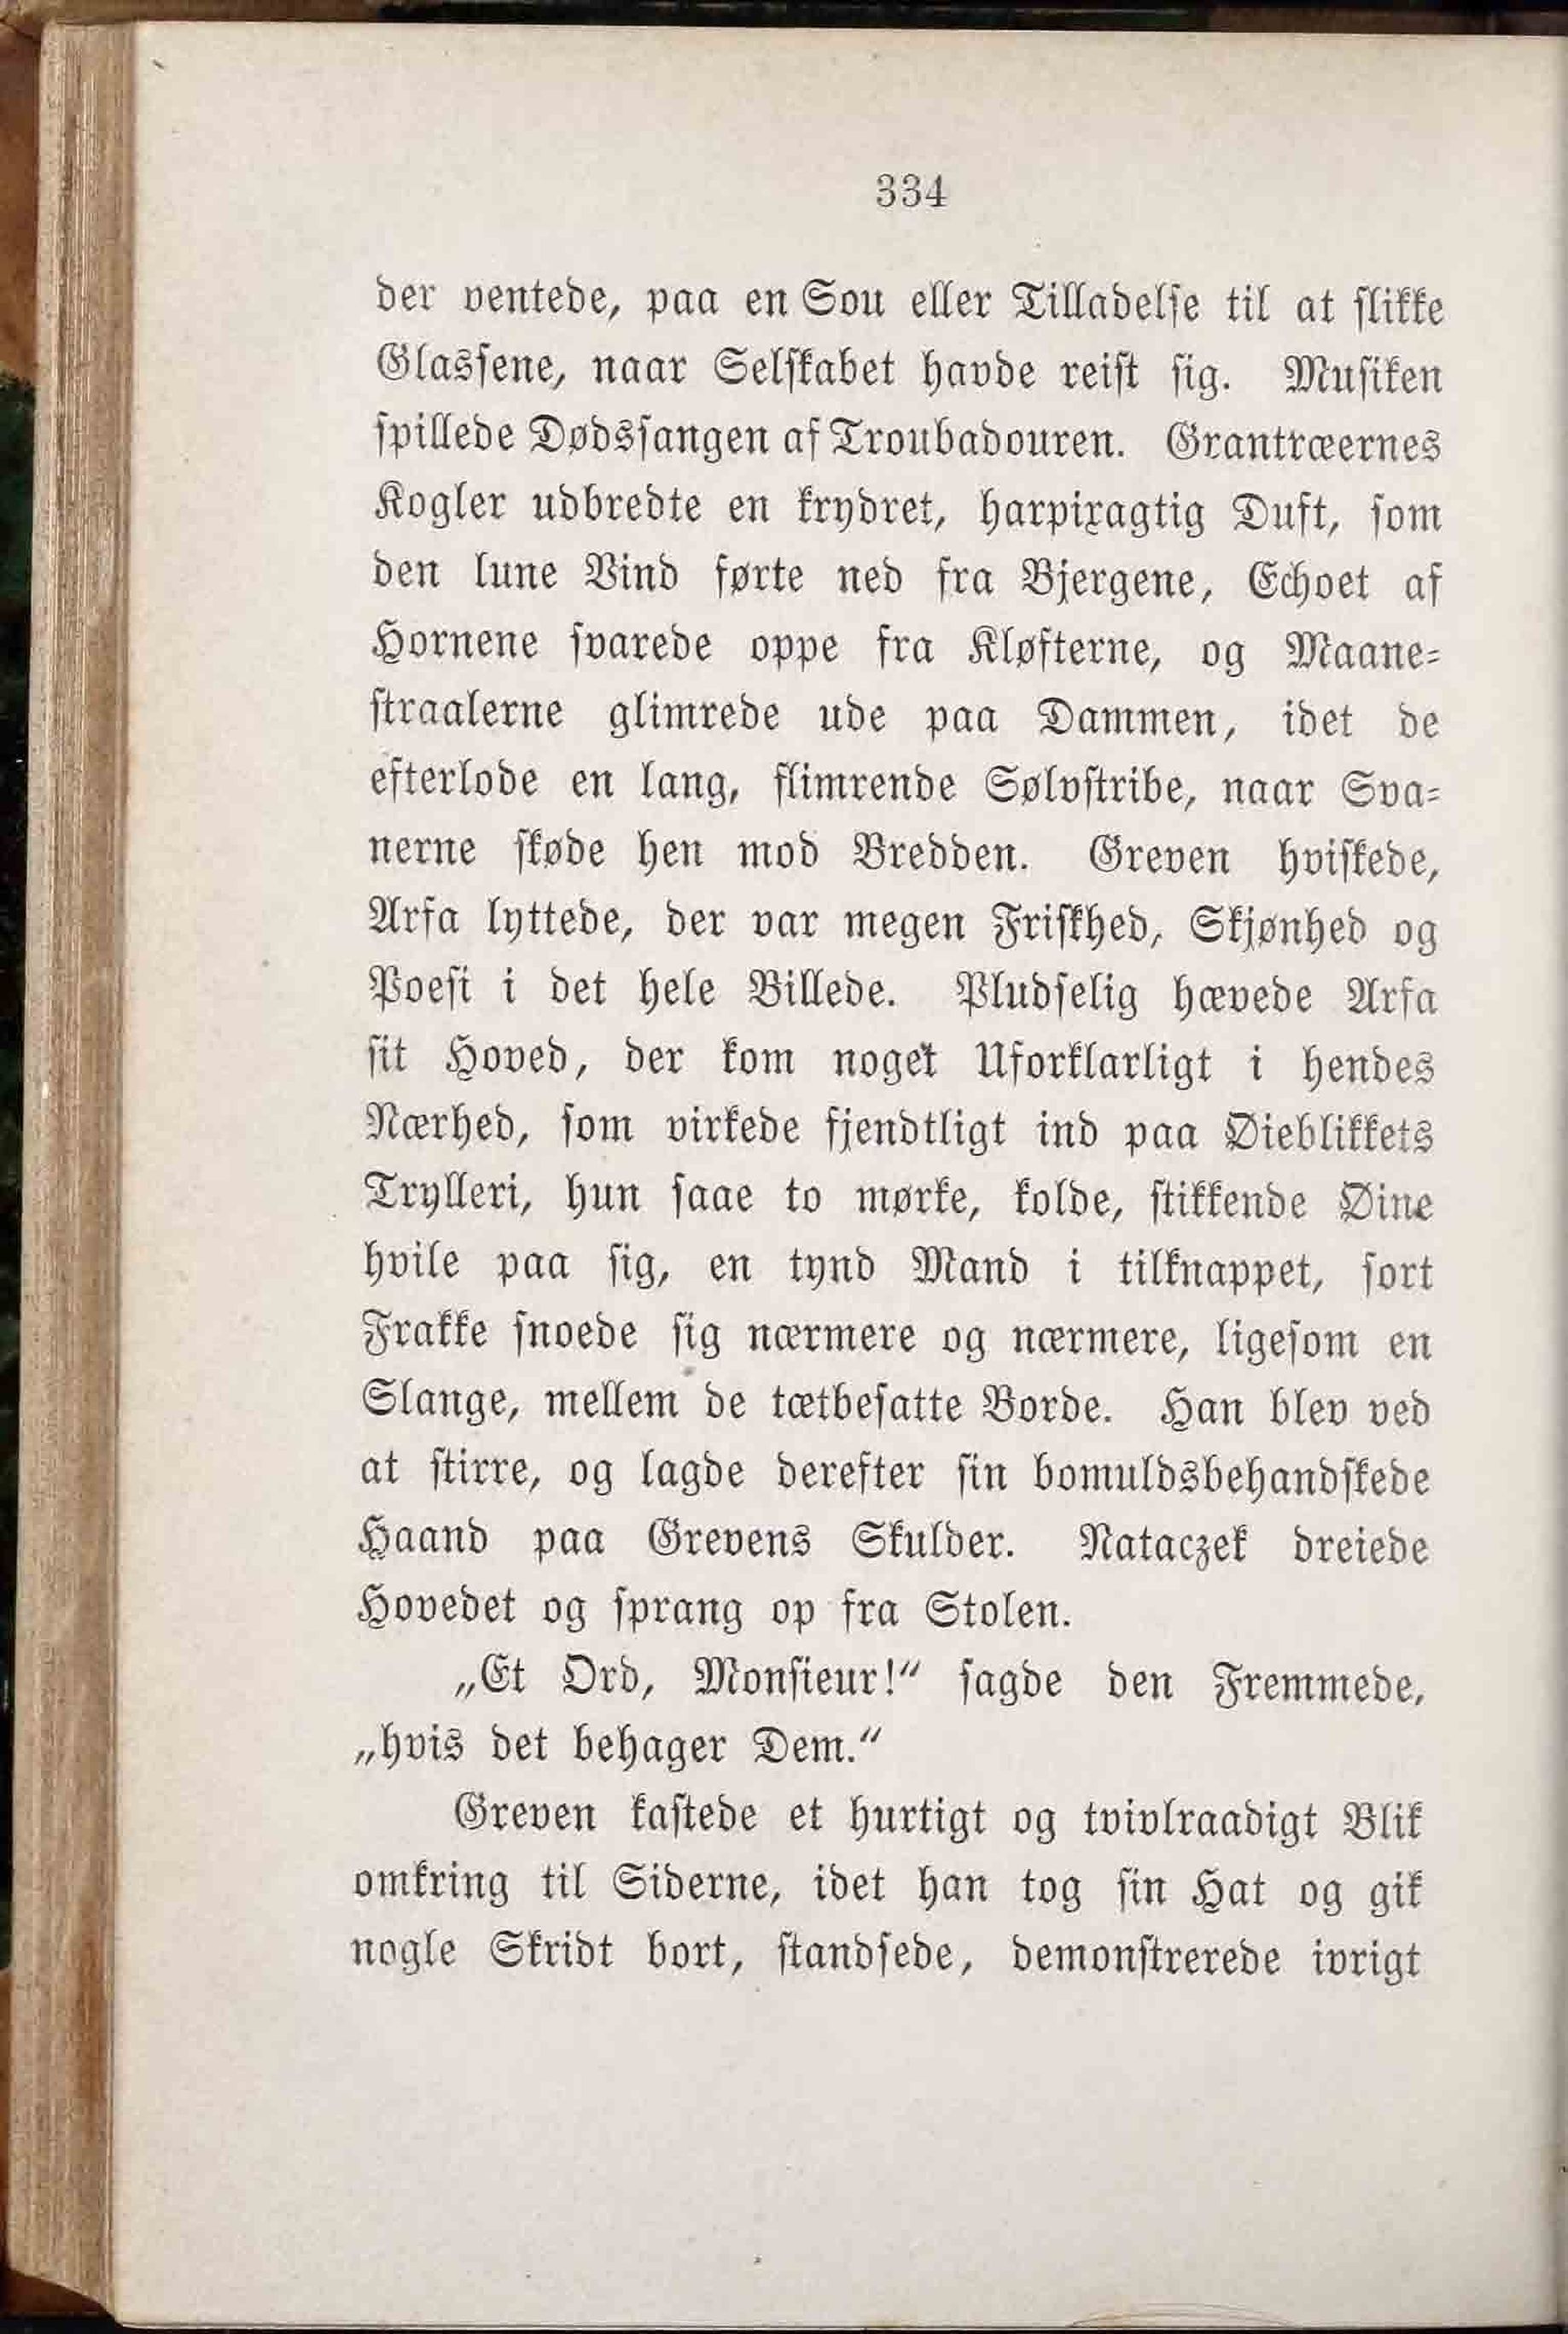 334
der ventede, paa en Sou eller Tilladelse til at slikke
Glassene, naar Selskabet havde reist sig. Musiken
spillede Dødssangen af Troubadouren. Grantræernes
Kogler udbredte en krydret, harpixagtig Duft, som
den lune Vind førte ned fra Bjergene, Echoet af
Hornene svarede oppe fra Kløfterne, og Maane-
straalerne glimrede ude paa Dammen, idet de
efterlode en lang, flimrende Sølvstribe, naar Sva-
nerne skøde hen mod Bredden. Greven hviskede,
Arfa lyttede, der var megen Friskhed, Skjønhed og
Poesi i det hele Billede. Pludselig hævede Arfa
sit Hoved, der kom noget Uforklarligt i hendes
Nærhed, som virkede fjendtligt ind paa Øieblikkets
Trylleri, hun saae to mørke, kolde, stikkende Øine
hvile paa sig, en tynd Mand i tilknappet, sort
Frakke snoede sig nærmere og nærmere, ligesom en
Slange, mellem de tætbesatte Borde. Han blev ved
at stirre, og lagde derefter sin bomuldsbehandskede
Haand paa Grevens Skulder. Nataczek dreiede
Hovedet og sprang op fra Stolen.
„Et Ord, Monsieur!“ sagde den Fremmede,
„hvis det behager Dem.“
Greven kastede et hurtigt og tvivlraadigt Blik
omkring til Siderne, idet han tog sin Hat og gik
nogle Skridt bort, standsede, demonstrerede ivrigt